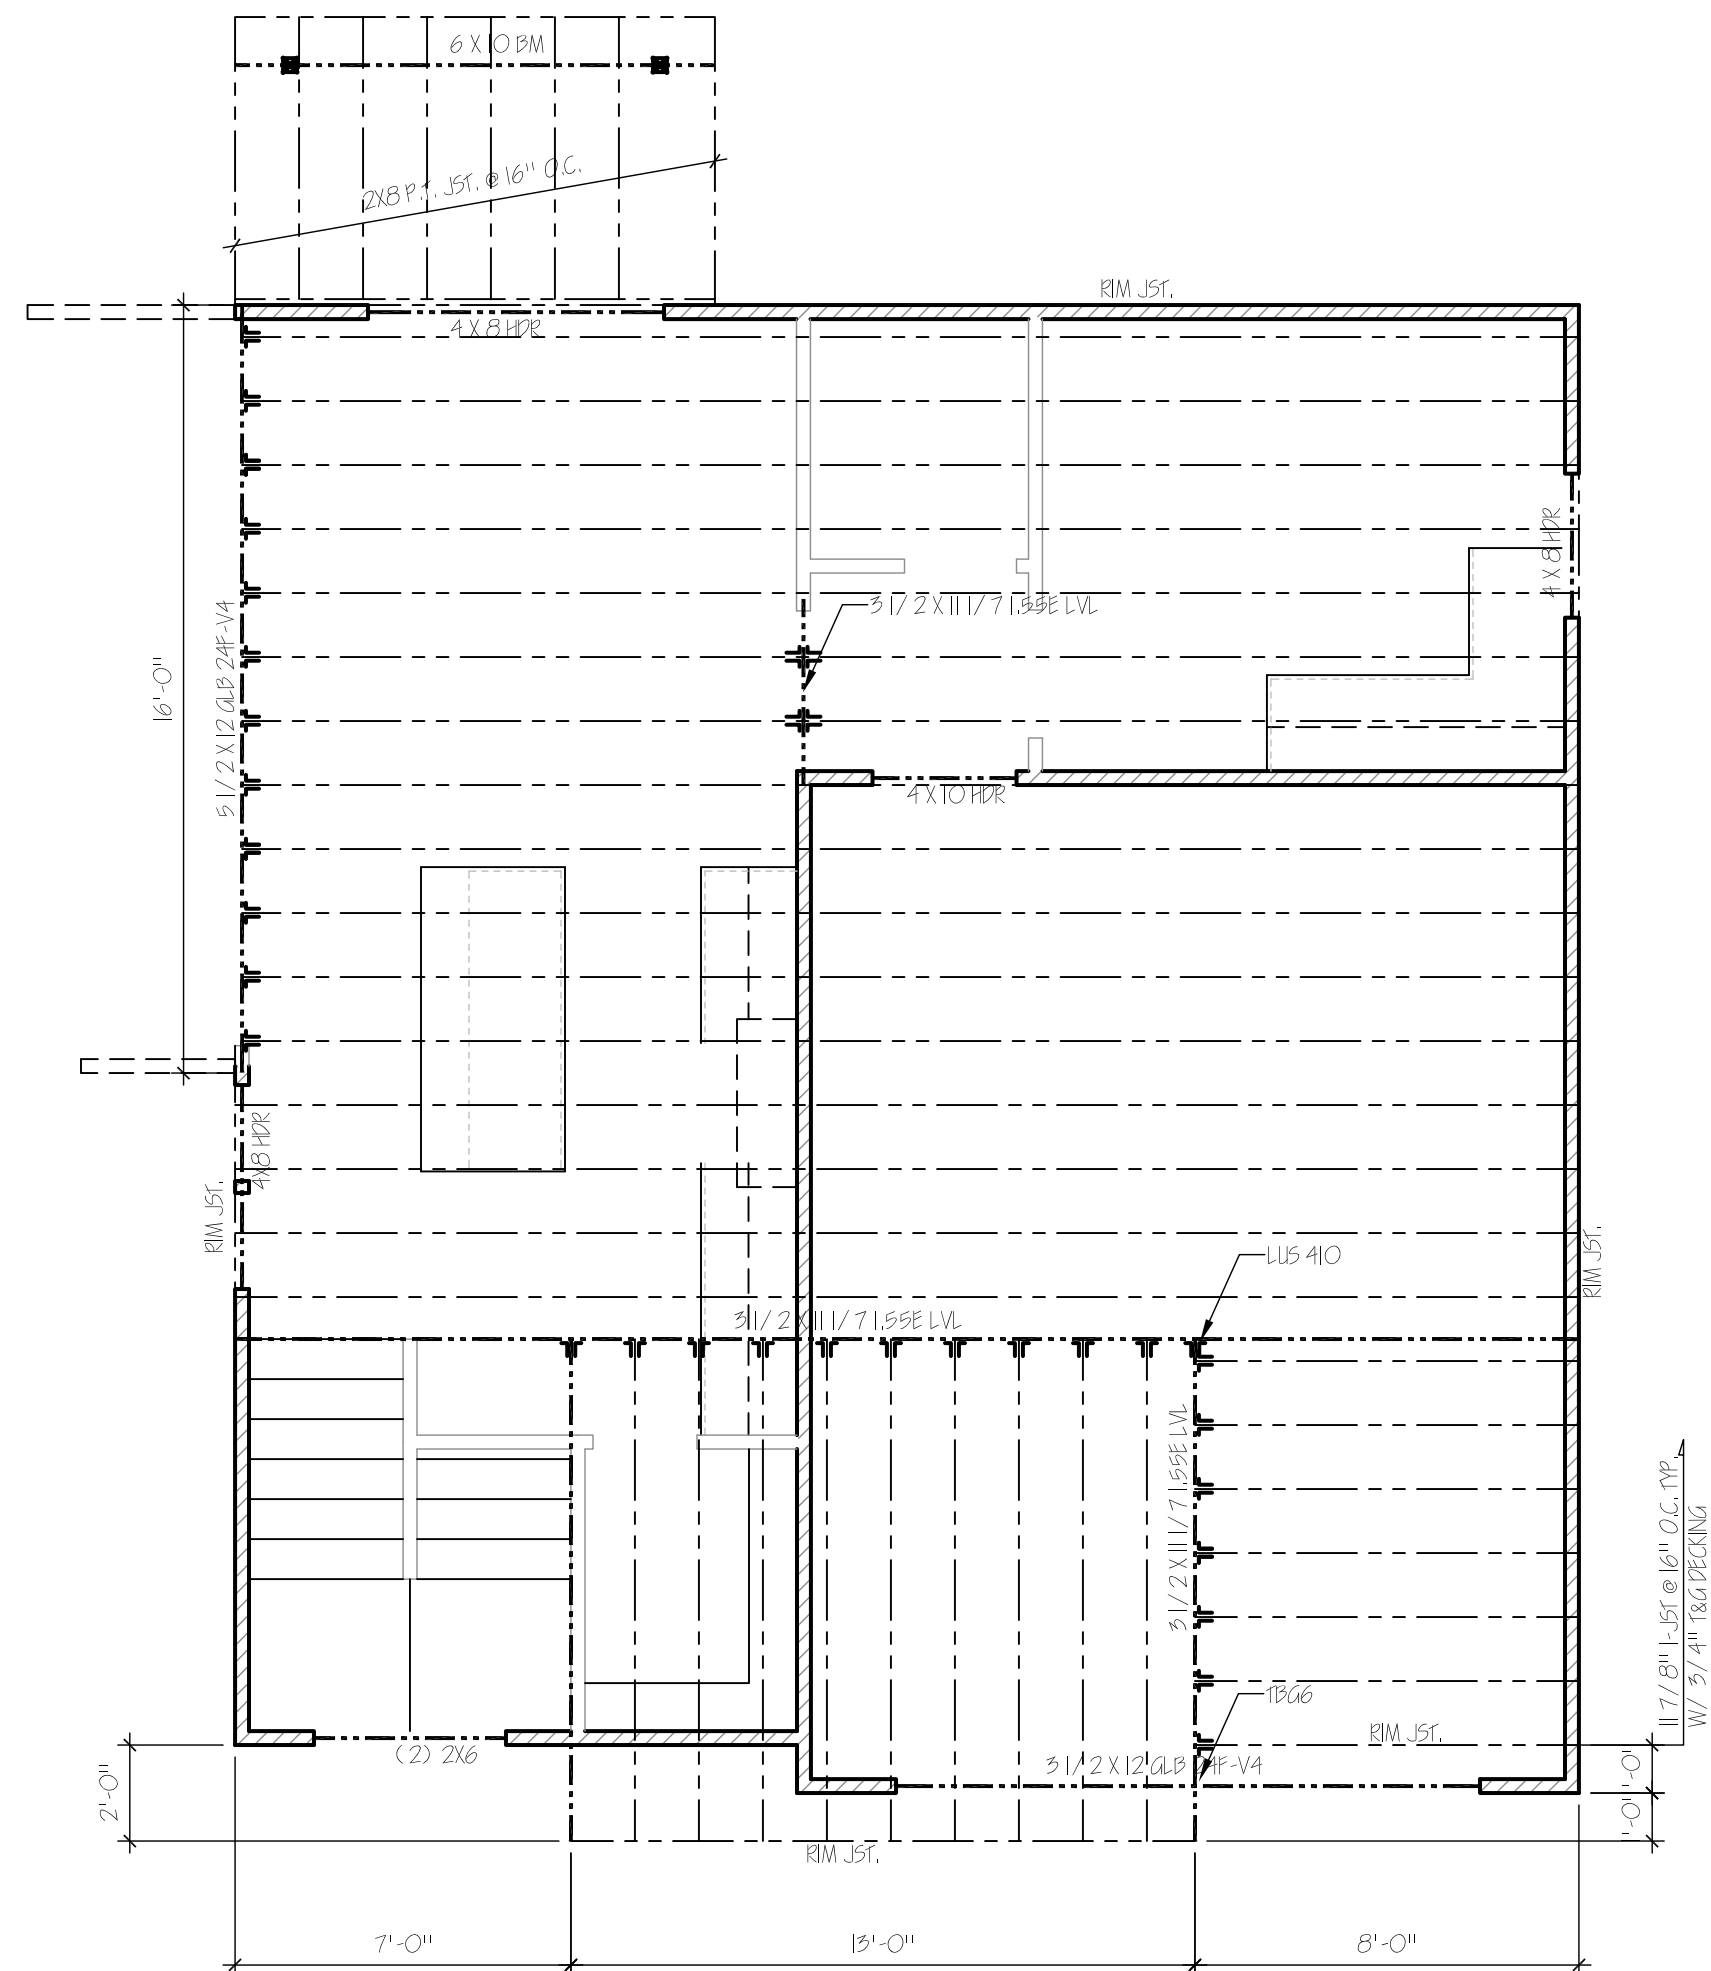 6 X 10 BM
2X8 P.T. JST. @ 16" O.C.
RIM JST.
4 X 8 HDR
4 X 8 HDR
3 1/2 X 11 1/7 1.55E LVL
5 1/2 X 12 GLB 24F-V4
16'-0"
4 X 10 HDR
4X8 HDR
RIM JST.
LUS 410
RIM JST.
3 1/2 X 11 1/7 1.55E LVL
3 1/2 X 11 1/7 1.55E LVL
11 7/8" I-JST @ 16" O.C. TYP.
W/ 3/4" T&G DECKING
TBG6
RIM JST.
(2) 2X6
3 1/2 X 12 GLB 24F-V4
2'-0"
1'-0"
1'-0"
RIM JST.
7'-0"
13'-0"
8'-0"